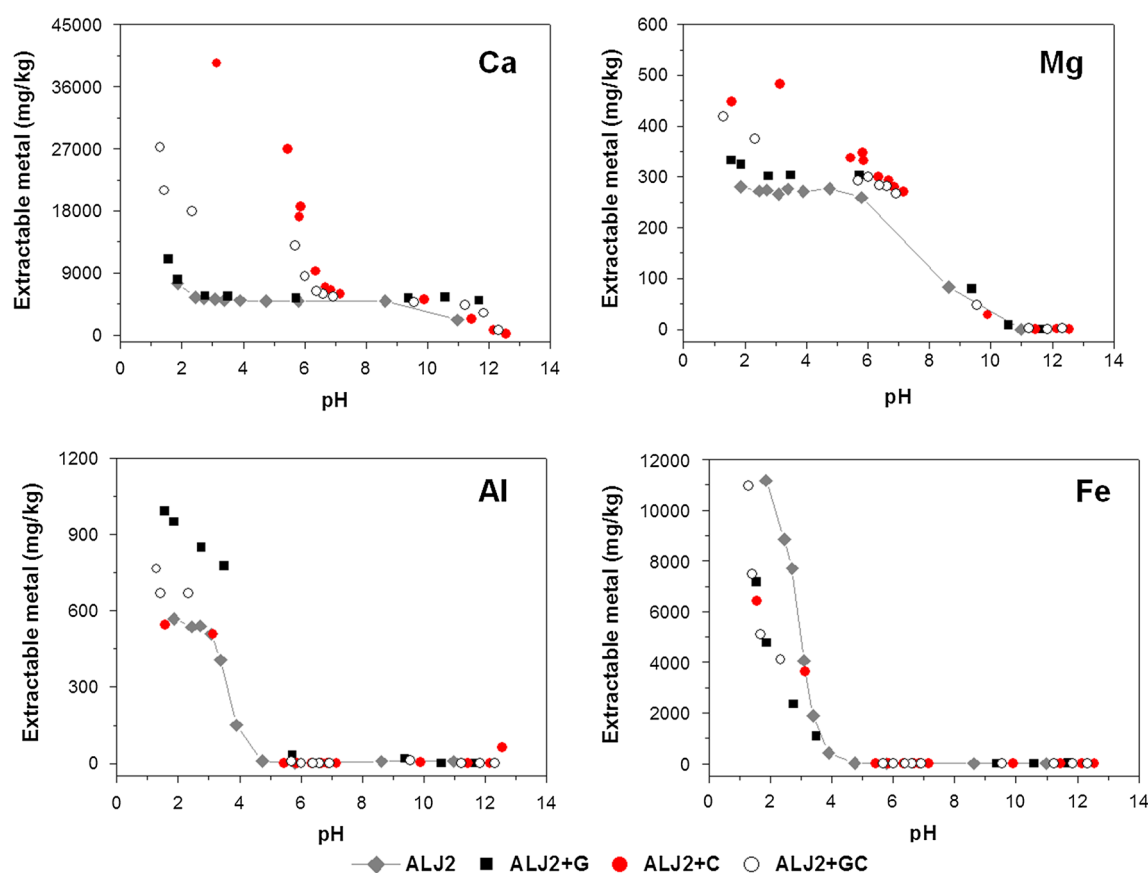 Extractable metal (mg/kg)
45000
36000
27000
18000
9000
0
Ca
0 2 4 6 8 10 12 14
pH
Extractable metal (mg/kg)
600
500
400
300
200
100
0
Mg
0 2 4 6 8 10 12 14
pH
Extractable metal (mg/kg)
1200
900
600
300
0
Al
0 2 4 6 8 10 12 14
pH
Extractable metal (mg/kg)
12000
10000
8000
6000
4000
2000
0
Fe
0 2 4 6 8 10 12 14
pH
ALJ2 ALJ2+G ALJ2+C ALJ2+GC